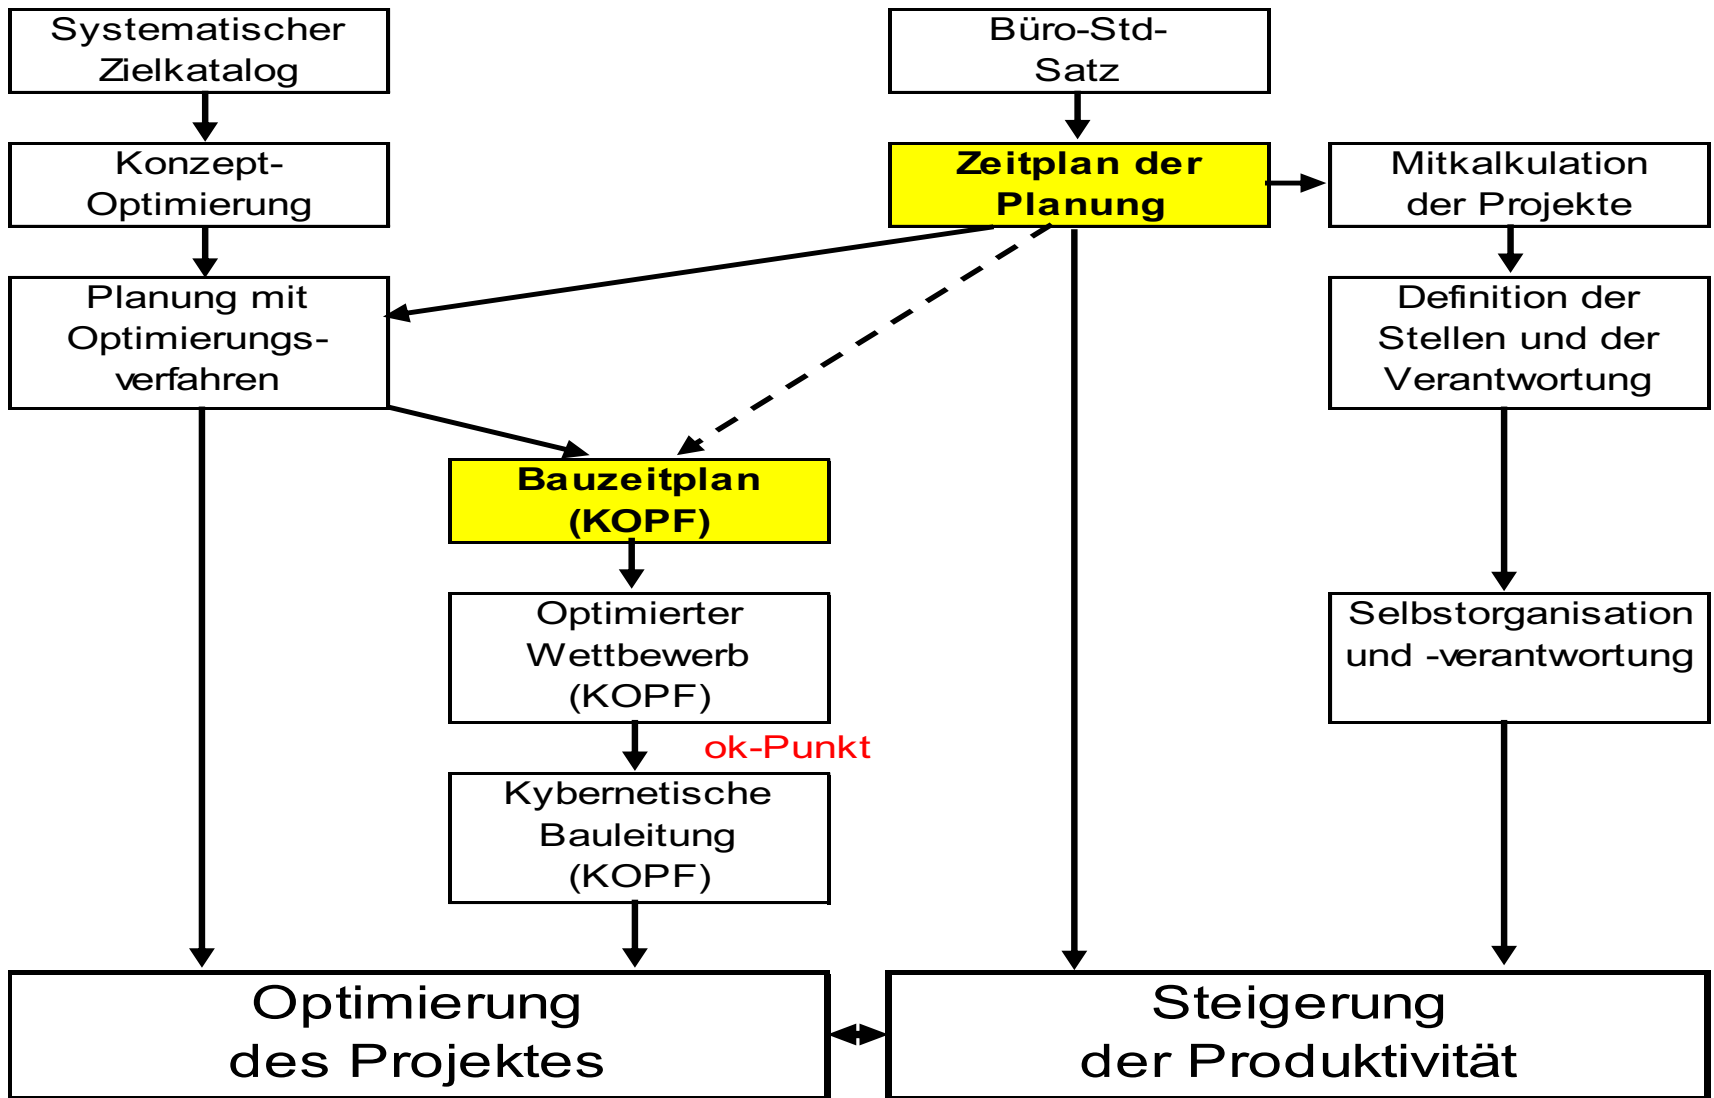 Systematischer
Zielkatalog
Büro-Std-
Satz
Konzept-
Optimierung
Zeitplan der
Planung
Mitkalkulation
der Projekte
Planung mit
Optimierungs-
verfahren
Definition der
Stellen und der
Verantwortung
Bauzeitplan
(KOPF)
Optimierter
Wettbewerb
(KOPF)
Selbstorganisation
und -verantwortung
ok-Punkt
Kybernetische
Bauleitung
(KOPF)
Optimierung
des Projektes
Steigerung
der Produktivität